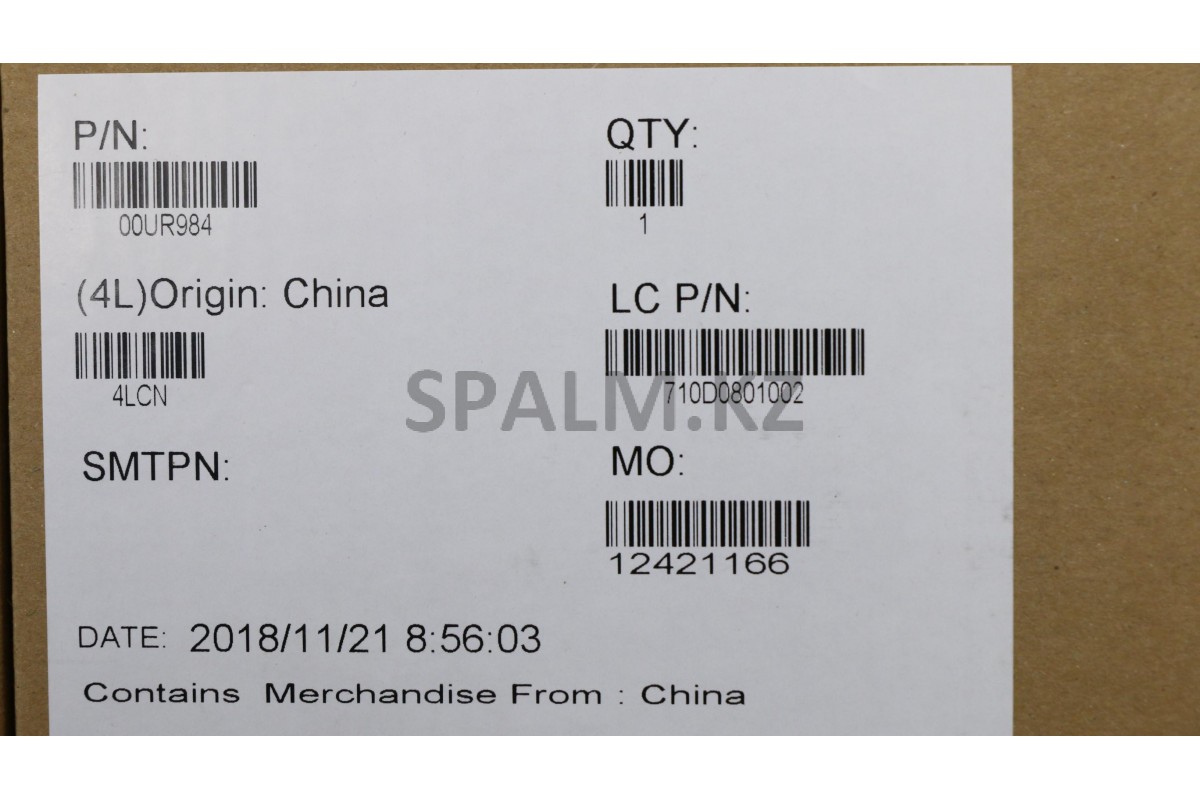 P/N:
00UR984
QTY:
1
(4L)Origin: China
4LCN
LC P/N:
710D0801002
SPALM.KZ
SMTPN:
MO:
12421166
DATE: 2018/11/21 8:56:03
Contains Merchandise From : China